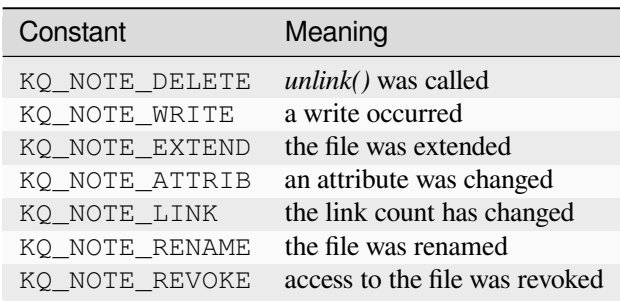 Constant Meaning
KQ_NOTE_DELETE unlink() was called
KQ_NOTE_WRITE a write occurred
KQ_NOTE_EXTEND the file was extended
KQ_NOTE_ATTRIB an attribute was changed
KQ_NOTE_LINK the link count has changed
KQ_NOTE_RENAME the file was renamed
KQ_NOTE_REVOKE access to the file was revoked